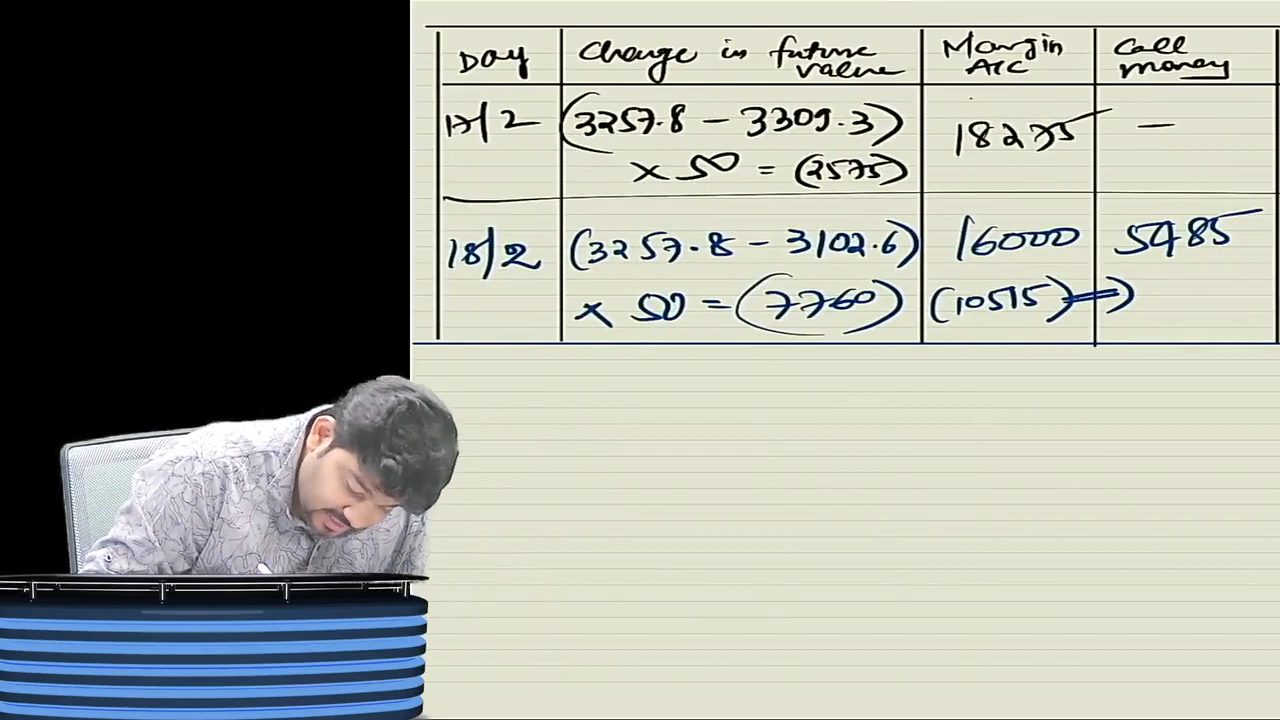 Day
Change in future value
Margin A/C
Call money
17/2
(3257.8 - 3309.3)
× 50 = (2575)
18275
—
18/2
(3257.8 - 3102.6)
× 50 = (7760)
16000
(10515)
5485